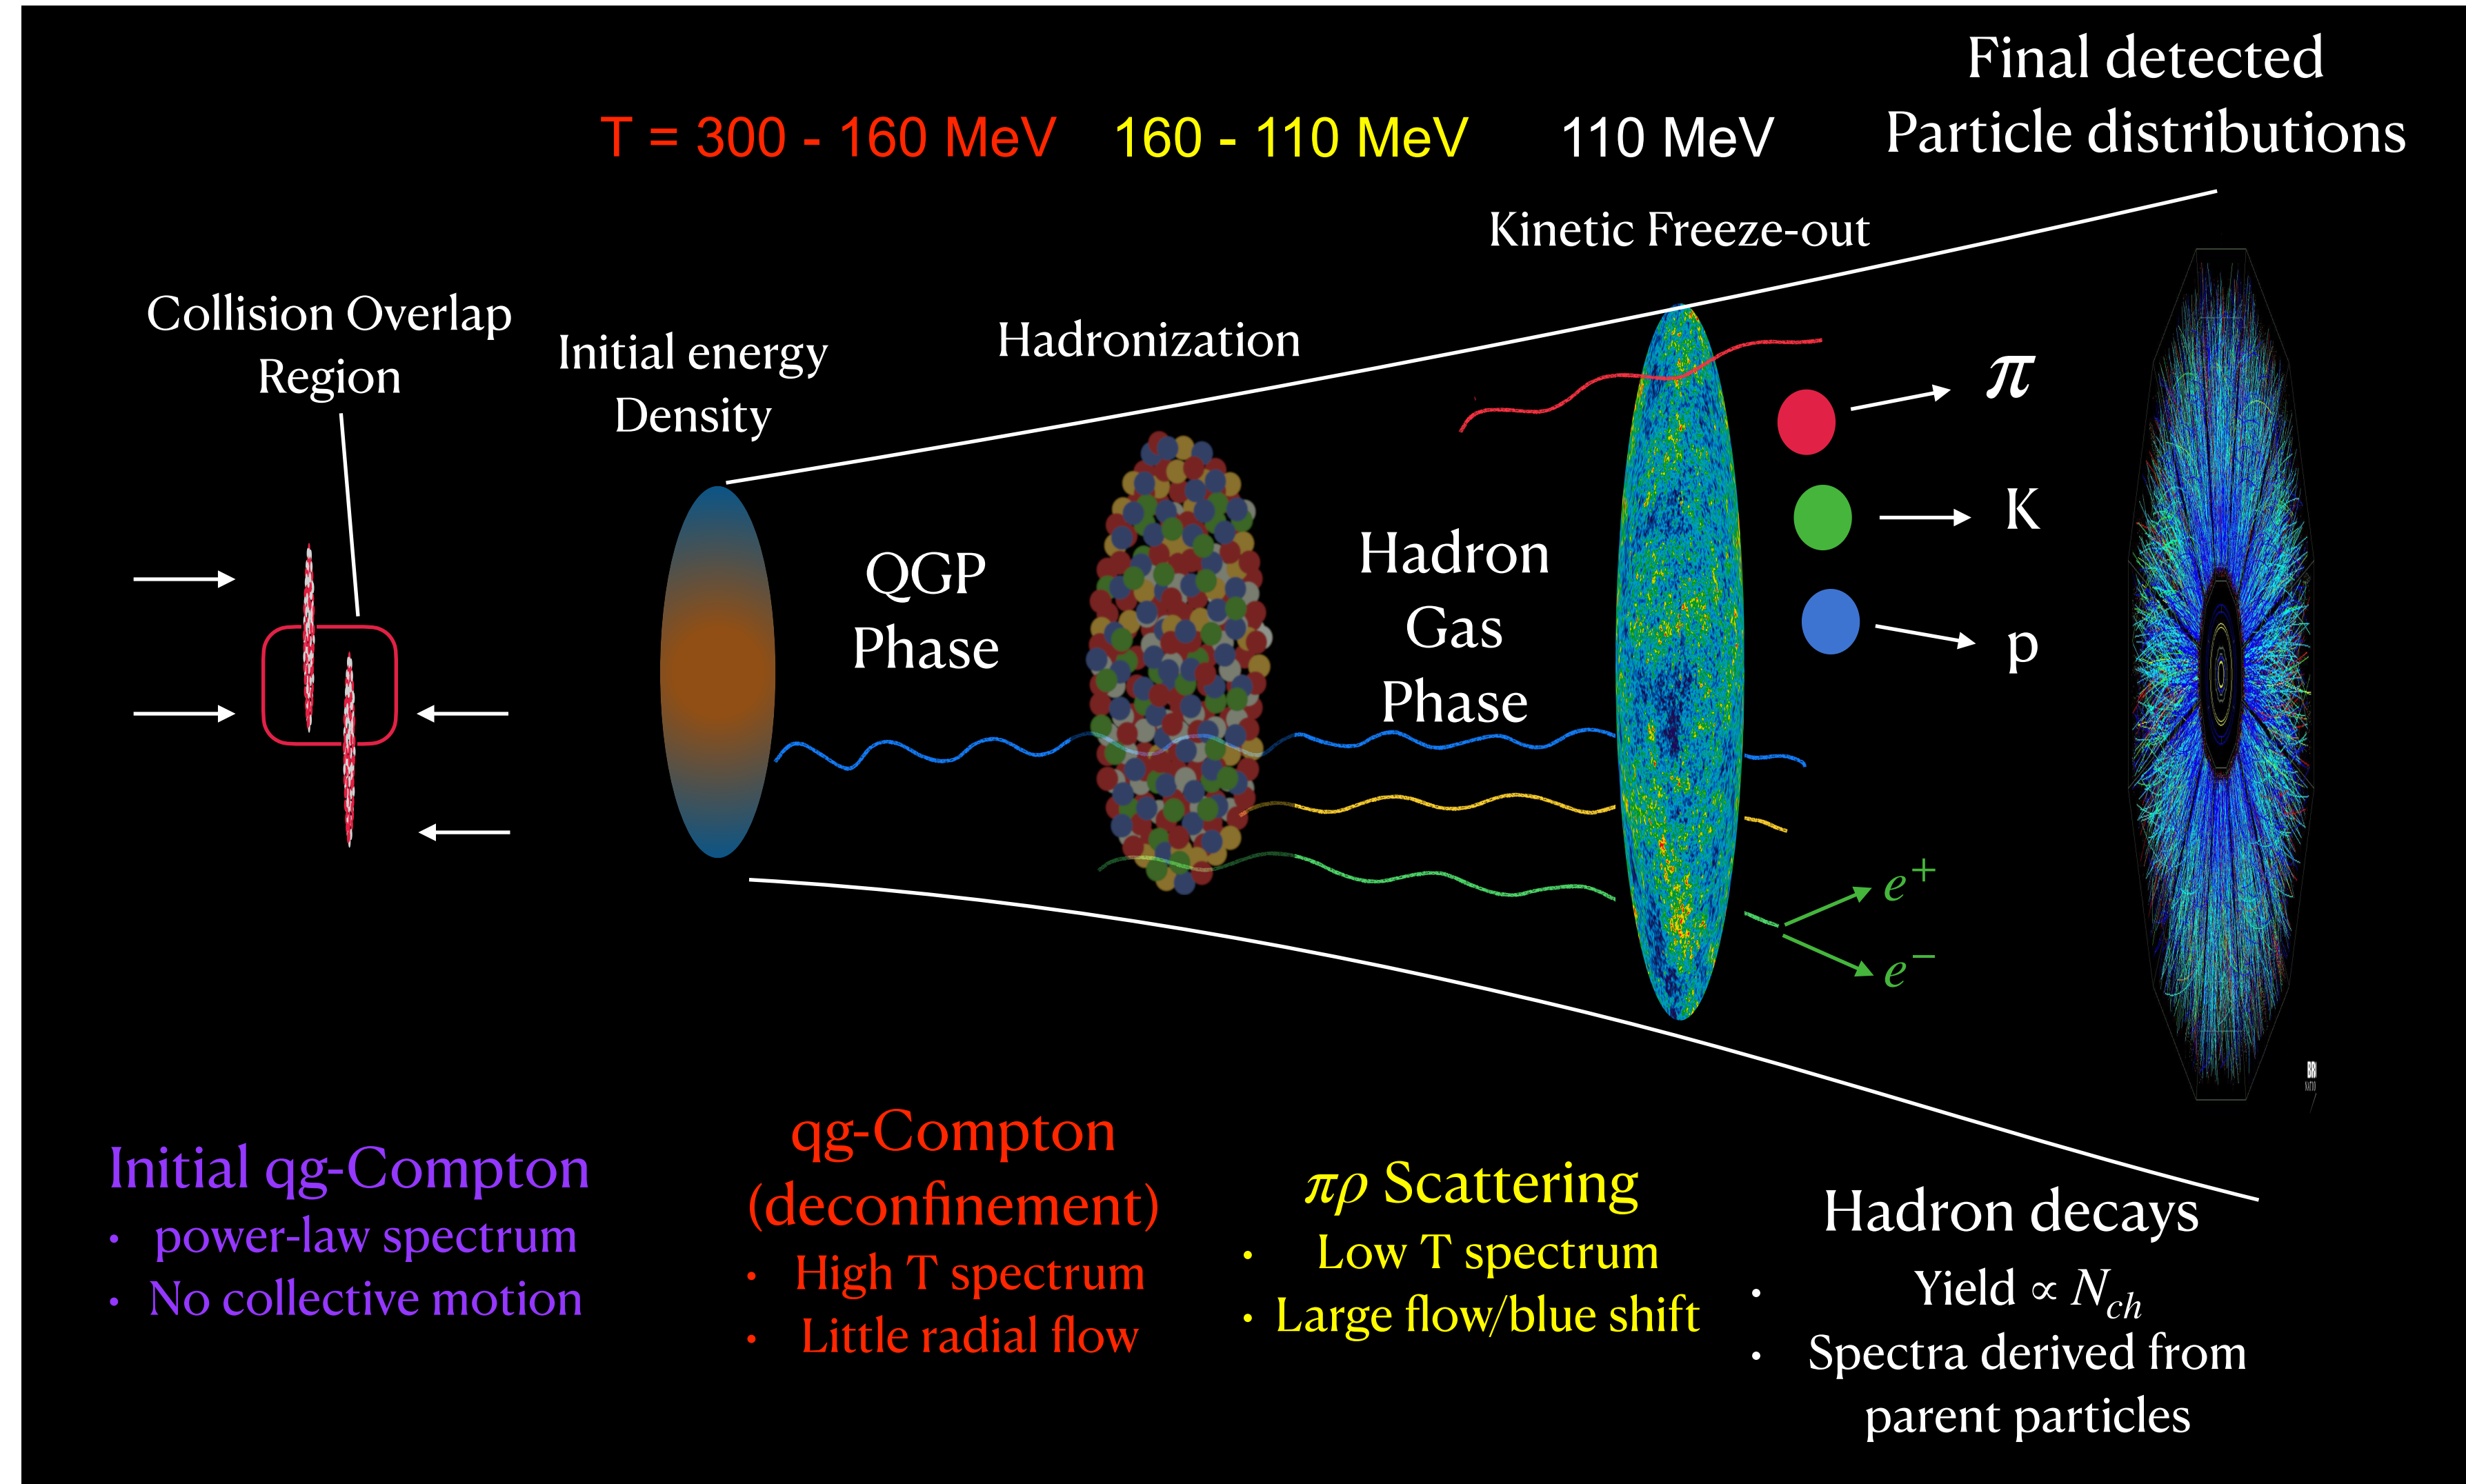 Final detected
Particle distributions
T = 300 - 160 MeV
160 - 110 MeV
110 MeV
Kinetic Freeze-out
Collision Overlap
Region
Initial energy
Density
Hadronization
QGP
Phase
Hadron
Gas
Phase
π
K
p
e⁺
e⁻
Initial qg-Compton
• power-law spectrum
• No collective motion
qg-Compton
(deconfinement)
• High T spectrum
• Little radial flow
πρ Scattering
• Low T spectrum
• Large flow/blue shift
Hadron decays
• Yield ∝ N_ch
• Spectra derived from
parent particles